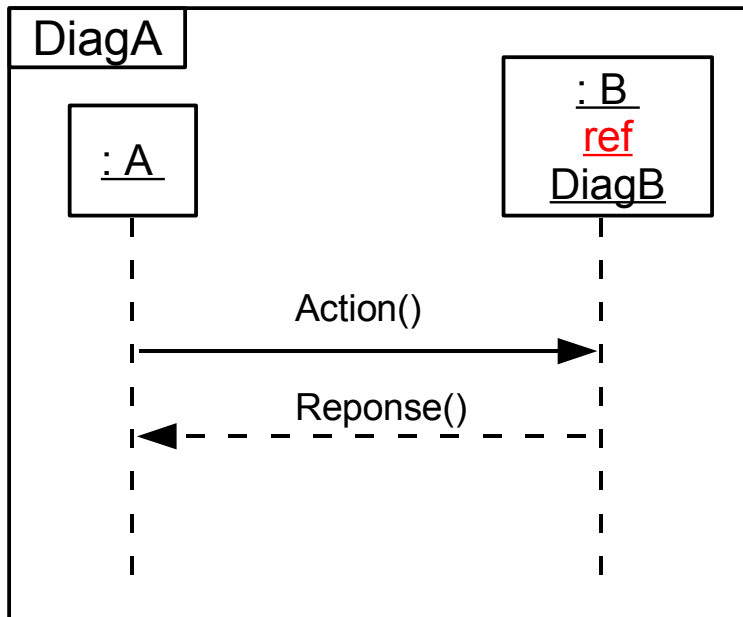 DiagA
: A
: B
ref
DiagB
Action()
Reponse()